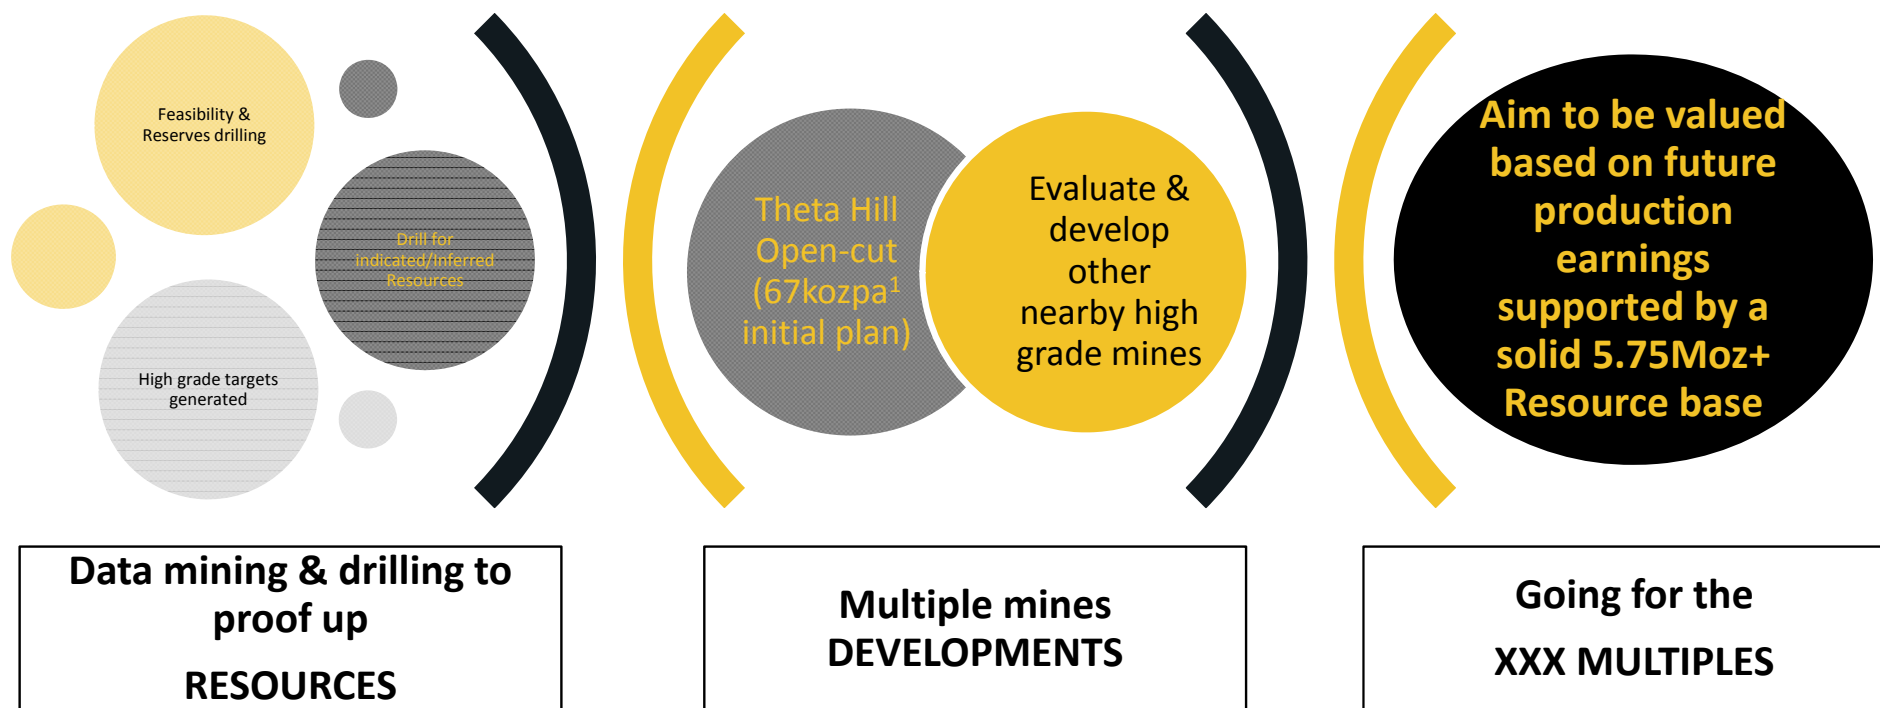 Feasibility &
Reserves drilling
Drill for
indicated/Inferred
Resources
High grade targets
generated
Data mining & drilling to
proof up
RESOURCES
Theta Hill
Open-cut
(67kozpa¹
initial plan)
Evaluate &
develop
other
nearby high
grade mines
Multiple mines
DEVELOPMENTS
Aim to be valued
based on future
production
earnings
supported by a
solid 5.75Moz+
Resource base
Going for the
XXX MULTIPLES